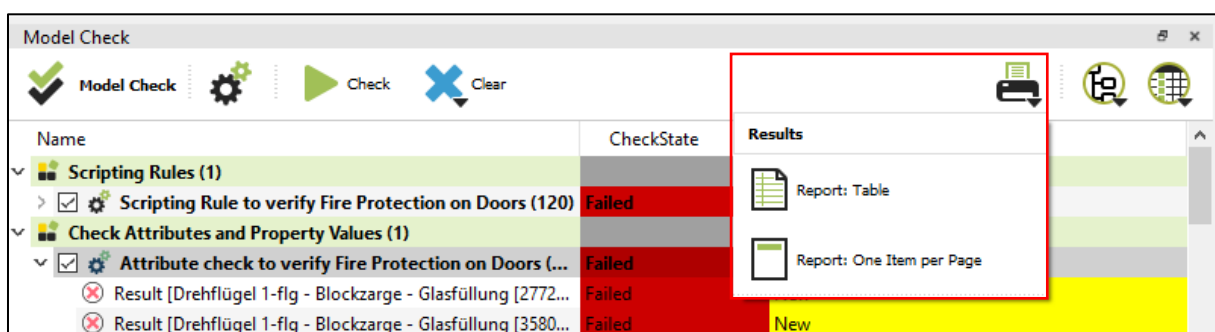 Model Check
Model Check
Check
Clear
Name
CheckState
Results
Scripting Rules (1)
Report: Table
Scripting Rule to verify Fire Protection on Doors (120)
Failed
Check Attributes and Property Values (1)
Attribute check to verify Fire Protection on Doors (...
Failed
Report: One Item per Page
Result [Drehflügel 1-flg - Blockzarge - Glasfüllung [2772...
Failed
Result [Drehflügel 1-flg - Blockzarge - Glasfüllung [3580...
Failed
New